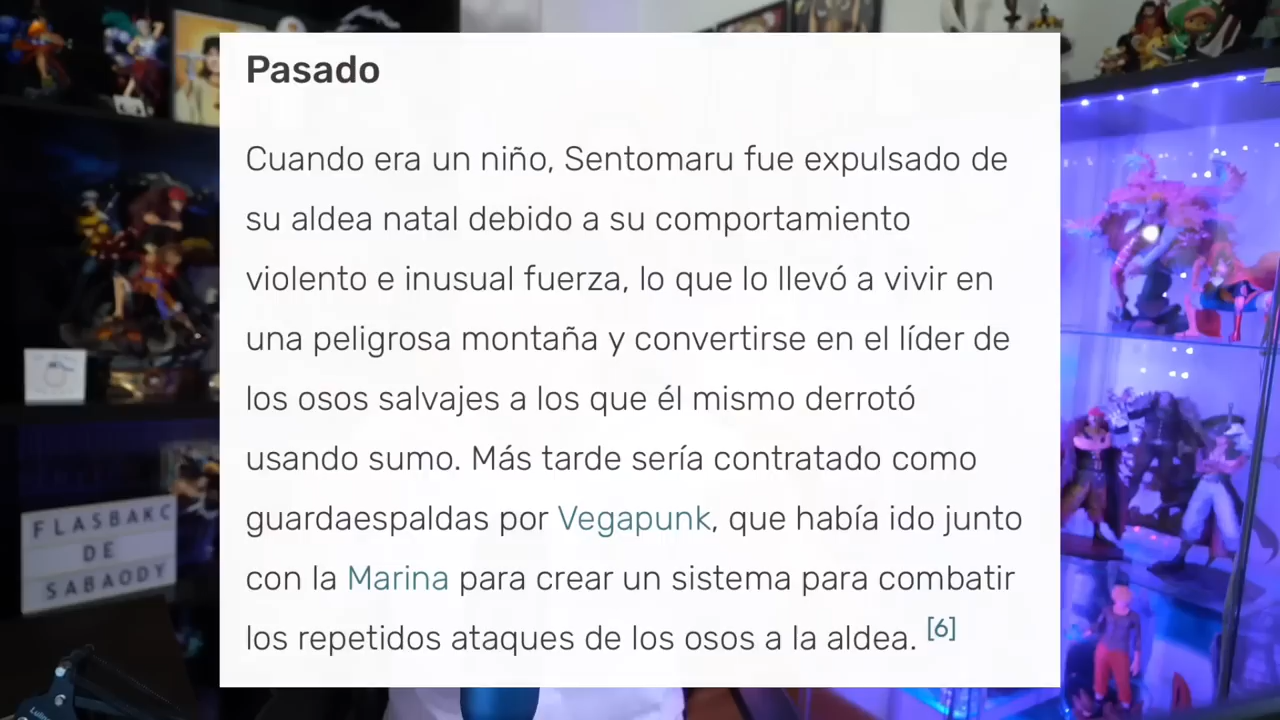 Pasado
Cuando era un niño, Sentomaru fue expulsado de
su aldea natal debido a su comportamiento
violento e inusual fuerza, lo que lo llevó a vivir en
una peligrosa montaña y convertirse en el líder de
los osos salvajes a los que él mismo derrotó
usando sumo. Más tarde sería contratado como
guardaespaldas por Vegapunk, que había ido junto
con la Marina para crear un sistema para combatir
los repetidos ataques de los osos a la aldea. [6]
FLASBAKC
DE
SABAODY